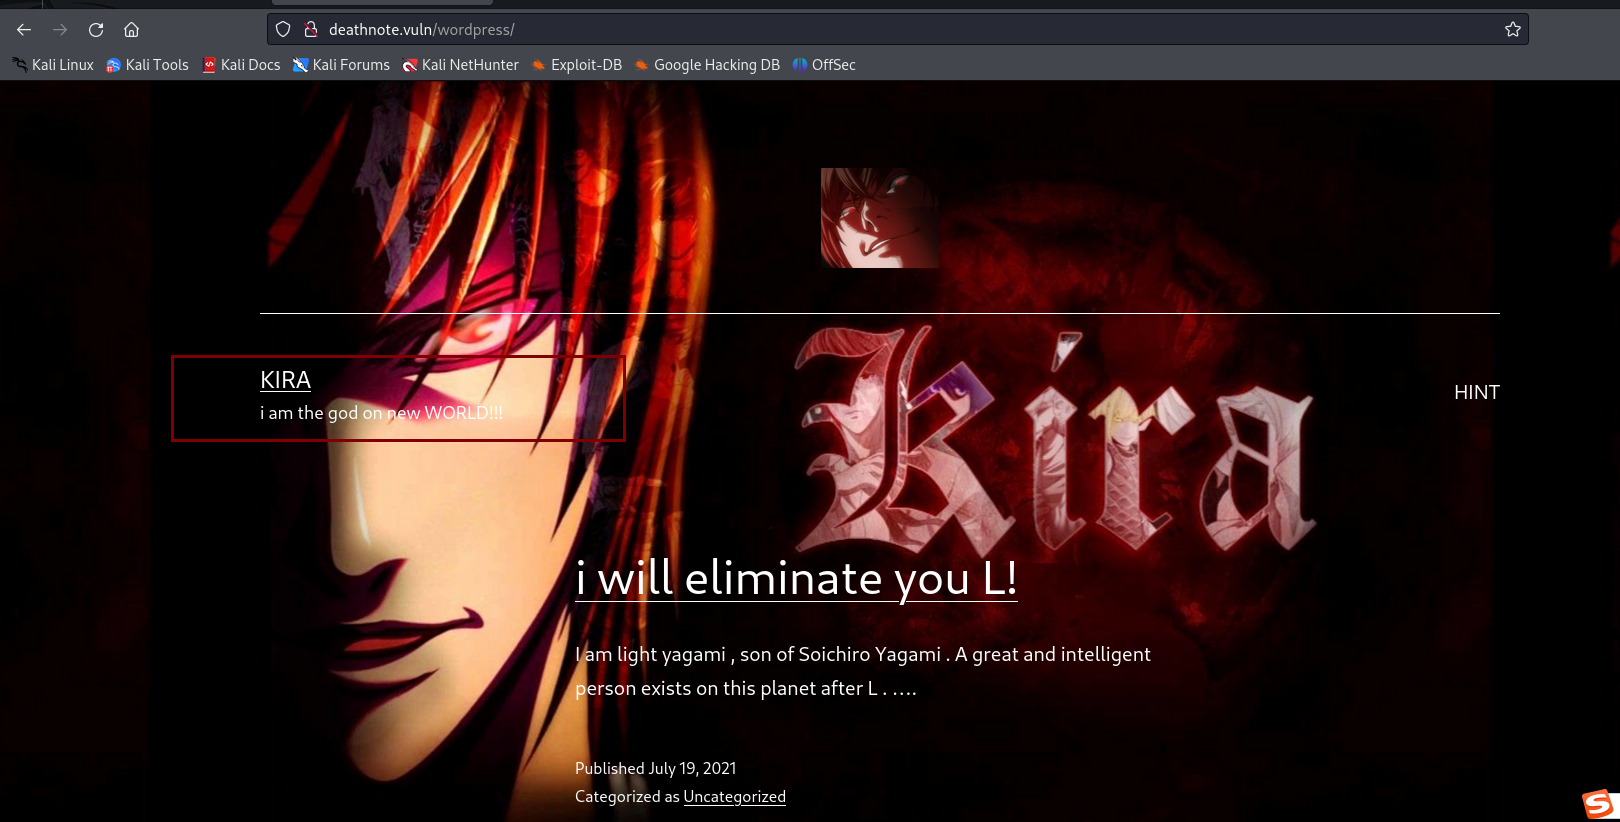 deathnote.vuln/wordpress/
Kali Linux Kali Tools Kali Docs Kali Forums Kali NetHunter Exploit-DB Google Hacking DB OffSec
Kira
KIRA
i am the god on new WORLD!!!
HINT
i will eliminate you L!
I am light yagami , son of Soichiro Yagami . A great and intelligent
person exists on this planet after L . ....
Published July 19, 2021
Categorized as Uncategorized
S